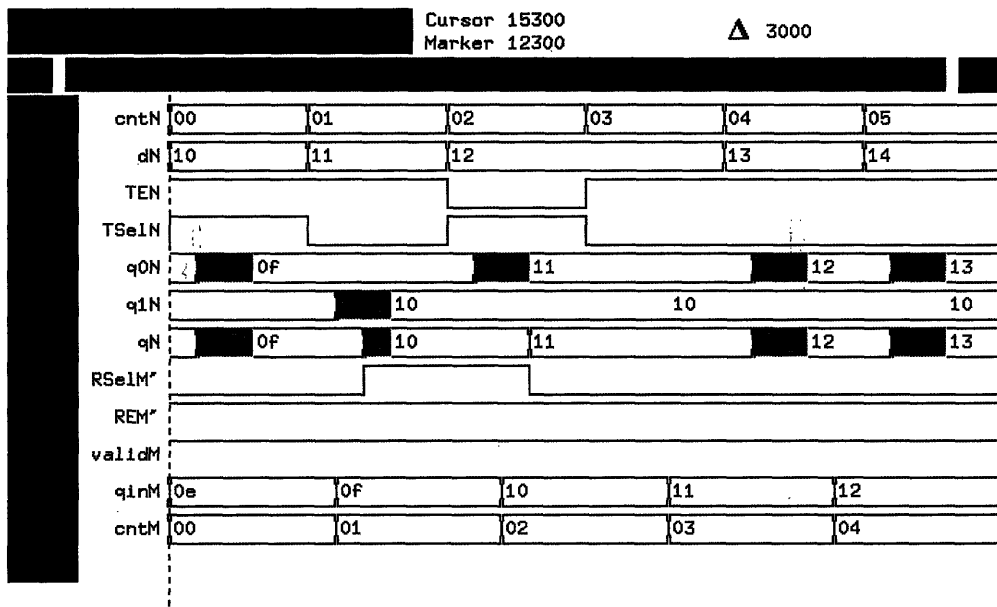 Cursor 15300
Marker 12300
Δ 3000
cntN 00 01 02 03 04 05
dN 10 11 12 13 14
TEN
TSelN
q0N 0f 11 12 13
q1N 10 10 10
qN 0f 10 11 12 13
RSelM"
REM"
validM
qinM 0e 0f 10 11 12
cntM 00 01 02 03 04